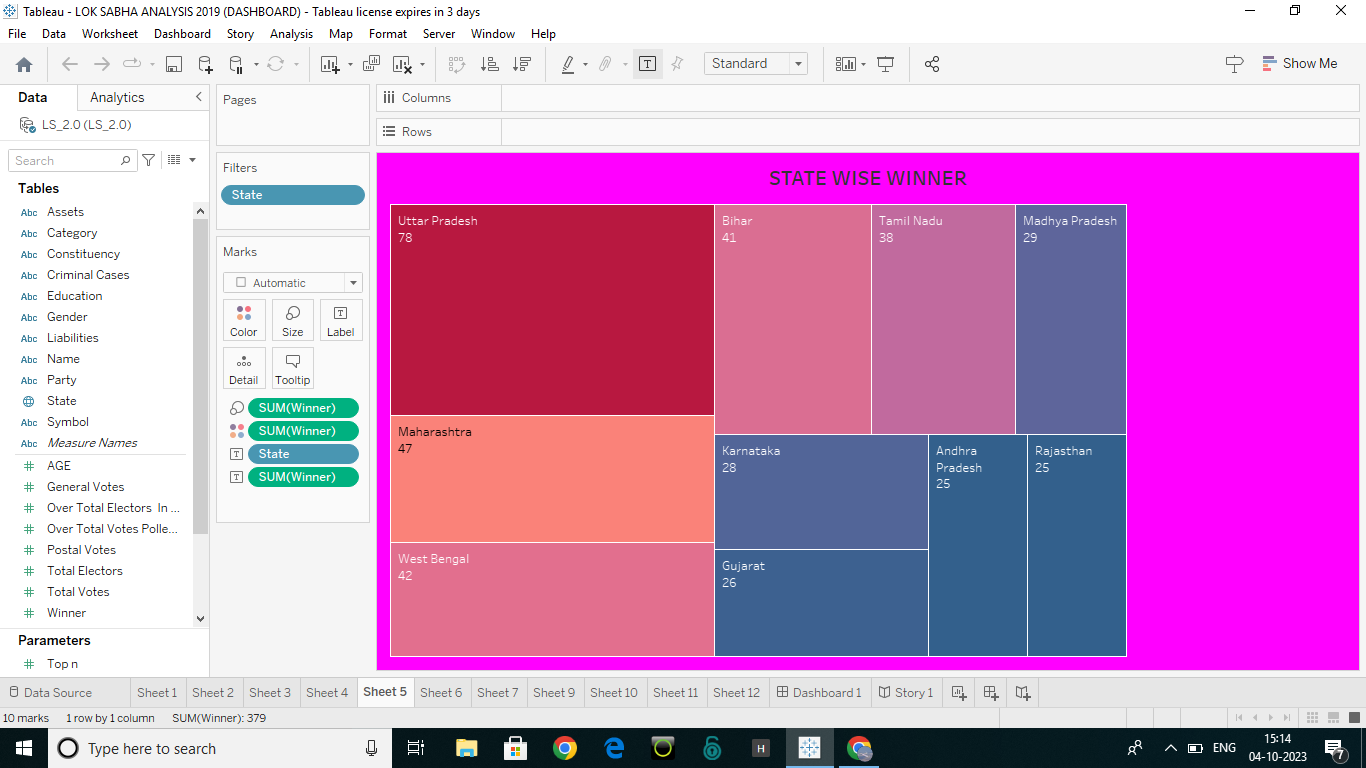 Tableau - LOK SABHA ANALYSIS 2019 (DASHBOARD) - Tableau license expires in 3 days
File Data Worksheet Dashboard Story Analysis Map Format Server Window Help
Standard
Show Me
Data Analytics
LS_2.0 (LS_2.0)
Search
Tables
Abc Assets
Abc Category
Abc Constituency
Abc Criminal Cases
Abc Education
Abc Gender
Abc Liabilities
Abc Name
Abc Party
State
Abc Symbol
Abc Measure Names
# AGE
# General Votes
# Over Total Electors In ...
# Over Total Votes Polle...
# Postal Votes
# Total Electors
# Total Votes
# Winner
Parameters
# Top n
Pages
Filters
State
Marks
Automatic
Color Size Label
Detail Tooltip
SUM(Winner)
SUM(Winner)
State
SUM(Winner)
Columns
Rows
STATE WISE WINNER
Uttar Pradesh
78
Maharashtra
47
West Bengal
42
Bihar
41
Tamil Nadu
38
Madhya Pradesh
29
Karnataka
28
Gujarat
26
Andhra
Pradesh
25
Rajasthan
25
Data Source Sheet 1 Sheet 2 Sheet 3 Sheet 4 Sheet 5 Sheet 6 Sheet 7 Sheet 9 Sheet 10 Sheet 11 Sheet 12 Dashboard 1 Story 1
10 marks 1 row by 1 column SUM(Winner): 379
Type here to search
H
ENG
15:14
04-10-2023
7